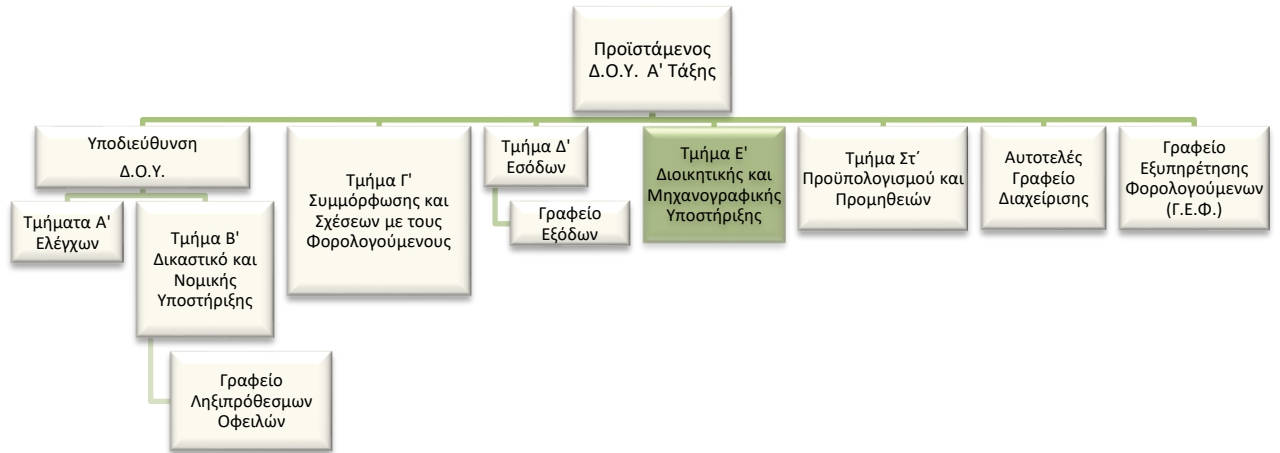 Προϊστάμενος
Δ.Ο.Υ. Α' Τάξης
Υποδιεύθυνση
Δ.Ο.Υ.
Τμήματα Α'
Ελέγχων
Τμήμα Β'
Δικαστικό και
Νομικής
Υποστήριξης
Γραφείο
Ληξιπρόθεσμων
Οφειλών
Τμήμα Γ'
Συμμόρφωσης και
Σχέσεων με τους
Φορολογούμενους
Τμήμα Δ'
Εσόδων
Γραφείο
Εξόδων
Τμήμα Ε'
Διοικητικής και
Μηχανογραφικής
Υποστήριξης
Τμήμα Στ΄
Προϋπολογισμού και
Προμηθειών
Αυτοτελές
Γραφείο
Διαχείρισης
Γραφείο
Εξυπηρέτησης
Φορολογούμενων
(Γ.Ε.Φ.)